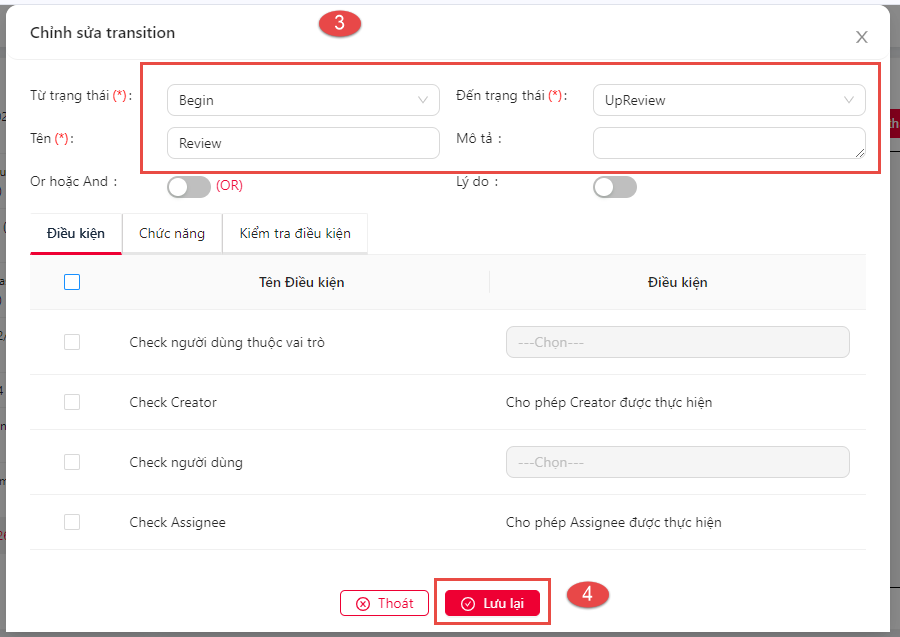 Chỉnh sửa transition
3
X
Từ trạng thái (*) :
Begin
Đến trạng thái (*) :
UpReview
Tên (*) :
Review
Mô tả :
Or hoặc And :
(OR)
Lý do :
Điều kiện
Chức năng
Kiểm tra điều kiện
Tên Điều kiện
Điều kiện
Check người dùng thuộc vai trò
---Chọn---
Check Creator
Cho phép Creator được thực hiện
Check người dùng
---Chọn---
Check Assignee
Cho phép Assignee được thực hiện
Thoát
Lưu lại
4